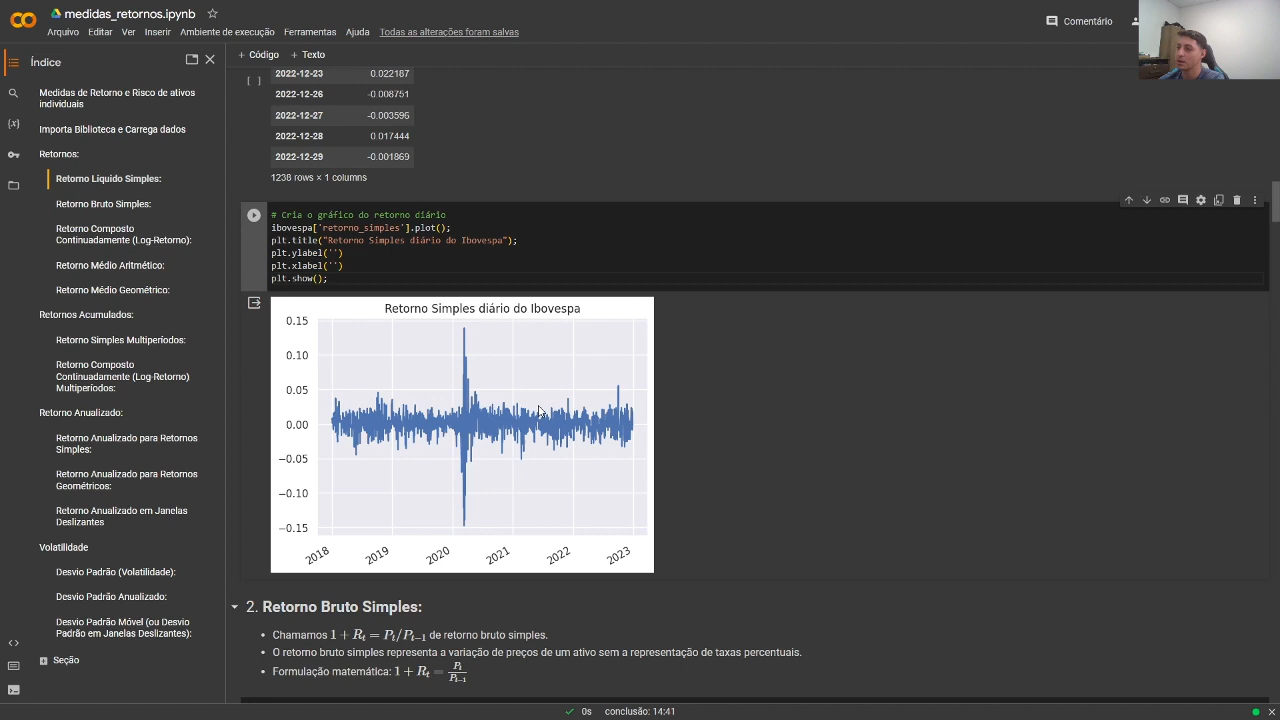 medidas_retornos.ipynb
Arquivo Editar Ver Inserir Ambiente de execução Ferramentas Ajuda Todas as alterações foram salvas
Comentário
Índice
Medidas de Retorno e Risco de ativos
individuais
Importa Biblioteca e Carrega dados
Retornos:
Retorno Líquido Simples:
Retorno Bruto Simples:
Retorno Composto
Continuadamente (Log-Retorno):
Retorno Médio Aritmético:
Retorno Médio Geométrico:
Retornos Acumulados:
Retorno Simples Multiperíodos:
Retorno Composto
Continuadamente (Log-Retorno)
Multiperíodos:
Retorno Anualizado:
Retorno Anualizado para Retornos
Simples:
Retorno Anualizado para Retornos
Geométricos:
Retorno Anualizado em Janelas
Deslizantes
Volatilidade
Desvio Padrão (Volatilidade):
Desvio Padrão Anualizado:
Desvio Padrão Móvel (ou Desvio
Padrão em Janelas Deslizantes):
Seção
+ Código + Texto
[ ]
2022-12-23 0.022187
2022-12-26 -0.008751
2022-12-27 -0.003596
2022-12-28 0.017444
2022-12-29 -0.001869
1238 rows × 1 columns
# Cria o gráfico do retorno diário
ibovespa['retorno_simples'].plot();
plt.title("Retorno Simples diário do Ibovespa");
plt.ylabel('')
plt.xlabel('')
plt.show();
Retorno Simples diário do Ibovespa
0.15
0.10
0.05
0.00
−0.05
−0.10
−0.15
2018 2019 2020 2021 2022 2023
2. Retorno Bruto Simples:
• Chamamos 1 + Rt = Pt/Pt−1 de retorno bruto simples.
• O retorno bruto simples representa a variação de preços de um ativo sem a representação de taxas percentuais.
• Formulação matemática: 1 + Rt = Pt/Pt−1
0s conclusão: 14:41